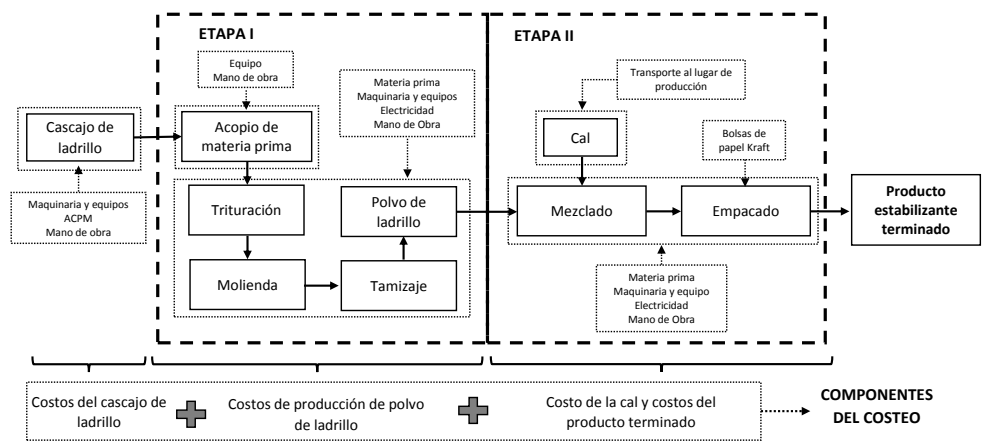 ETAPA I
ETAPA II
Equipo
Mano de obra
Materia prima
Maquinaria y equipos
Electricidad
Mano de Obra
Transporte al lugar de
producción
Cascajo de
ladrillo
Acopio de
materia prima
Cal
Bolsas de
papel Kraft
Maquinaria y equipos
ACPM
Mano de obra
Trituración
Polvo de
ladrillo
Mezclado
Empacado
Producto
estabilizante
terminado
Molienda
Tamizaje
Materia prima
Maquinaria y equipo
Electricidad
Mano de Obra
Costos del cascajo de
ladrillo
Costos de producción de polvo
de ladrillo
Costo de la cal y costos del
producto terminado
COMPONENTES
DEL COSTEO